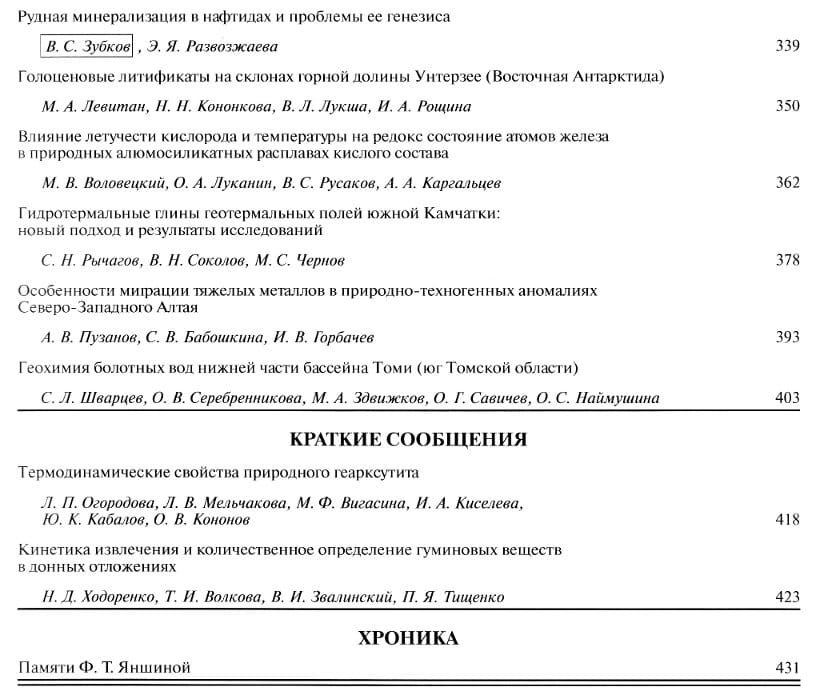 Рудная минерализация в нафтидах и проблемы ее генезиса
В. С. Зубков, Э. Я. Развозжаева 339
Голоценовые литификаты на склонах горной долины Унтерзее (Восточная Антарктида)
М. А. Левитан, Н. Н. Кононкова, В. Л. Лукша, И. А. Рощина 350
Влияние летучести кислорода и температуры на редокс состояние атомов железа
в природных алюмосиликатных расплавах кислого состава
М. В. Воловецкий, О. А. Луканин, В. С. Русаков, А. А. Каргальцев 362
Гидротермальные глины геотермальных полей южной Камчатки:
новый подход и результаты исследований
С. Н. Рычагов, В. Н. Соколов, М. С. Чернов 378
Особенности миграции тяжелых металлов в природно-техногенных аномалиях
Северо-Западного Алтая
А. В. Пузанов, С. В. Бабошкина, И. В. Горбачев 393
Геохимия болотных вод нижней части бассейна Томи (юг Томской области)
С. Л. Шварцев, О. В. Серебренникова, М. А. Здвижков, О. Г. Савичев, О. С. Наймушина 403
КРАТКИЕ СООБЩЕНИЯ
Термодинамические свойства природного геарксутита
Л. П. Огородова, Л. В. Мельчакова, М. Ф. Вигасина, И. А. Киселева,
Ю. К. Кабалов, О. В. Кононов 418
Кинетика извлечения и количественное определение гуминовых веществ
в донных отложениях
Н. Д. Ходоренко, Т. И. Волкова, В. И. Звалинский, П. Я. Тищенко 423
ХРОНИКА
Памяти Ф. Т. Яншиной 431